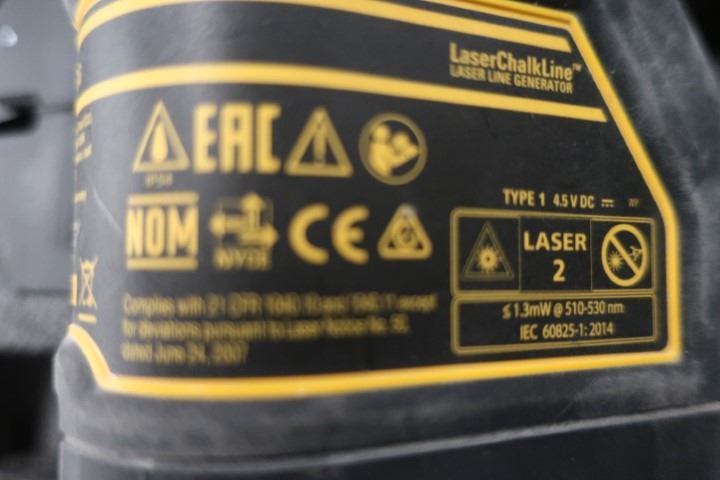 LaserChalkLine™
LASER LINE GENERATOR
EAC
IP54
TYPE 1 4.5 V DC
NOM
NYCE
CE
LASER
2
≤1.3mW @ 510-530 nm
IEC 60825-1: 2014
Complies with 21 CFR 1040.10 and 1040.11 except
for deviations pursuant to Laser Notice No. 50,
dated June 24, 2007